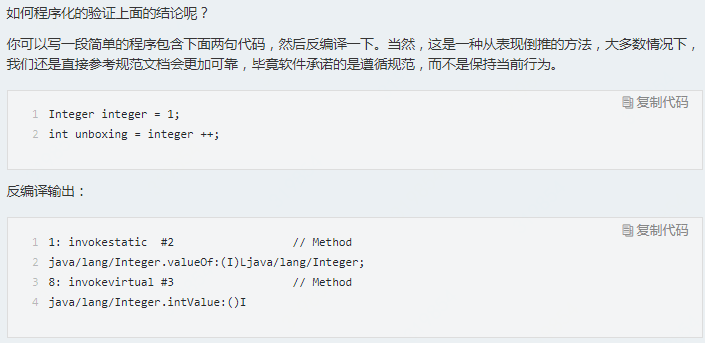 如何程序化的验证上面的结论呢？
你可以写一段简单的程序包含下面两句代码，然后反编译一下。当然，这是一种从表现倒推的方法，大多数情况下，
我们还是直接参考规范文档会更加可靠，毕竟软件承诺的是遵循规范，而不是保持当前行为。
复制代码
1 Integer integer = 1;
2 int unboxing = integer ++;
反编译输出：
复制代码
1 1: invokestatic  #2                  // Method
2 java/lang/Integer.valueOf:(I)Ljava/lang/Integer;
3 8: invokevirtual #3                  // Method
4 java/lang/Integer.intValue:()I